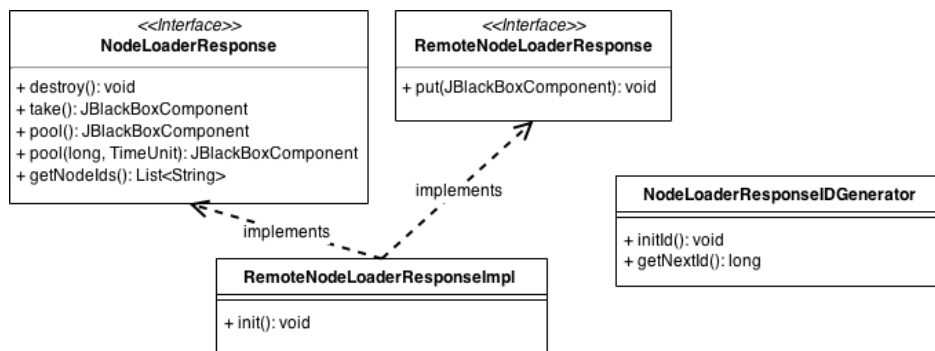 <<Interface>>
NodeLoaderResponse
+ destroy(): void
+ take(): JBlackBoxComponent
+ pool(): JBlackBoxComponent
+ pool(long, TimeUnit): JBlackBoxComponent
+ getNodeIds(): List<String>
<<Interface>>
RemoteNodeLoaderResponse
+ put(JBlackBoxComponent): void
implements
implements
NodeLoaderResponseIDGenerator
+ initId(): void
+ getNextId(): long
RemoteNodeLoaderResponseImpl
+ init(): void